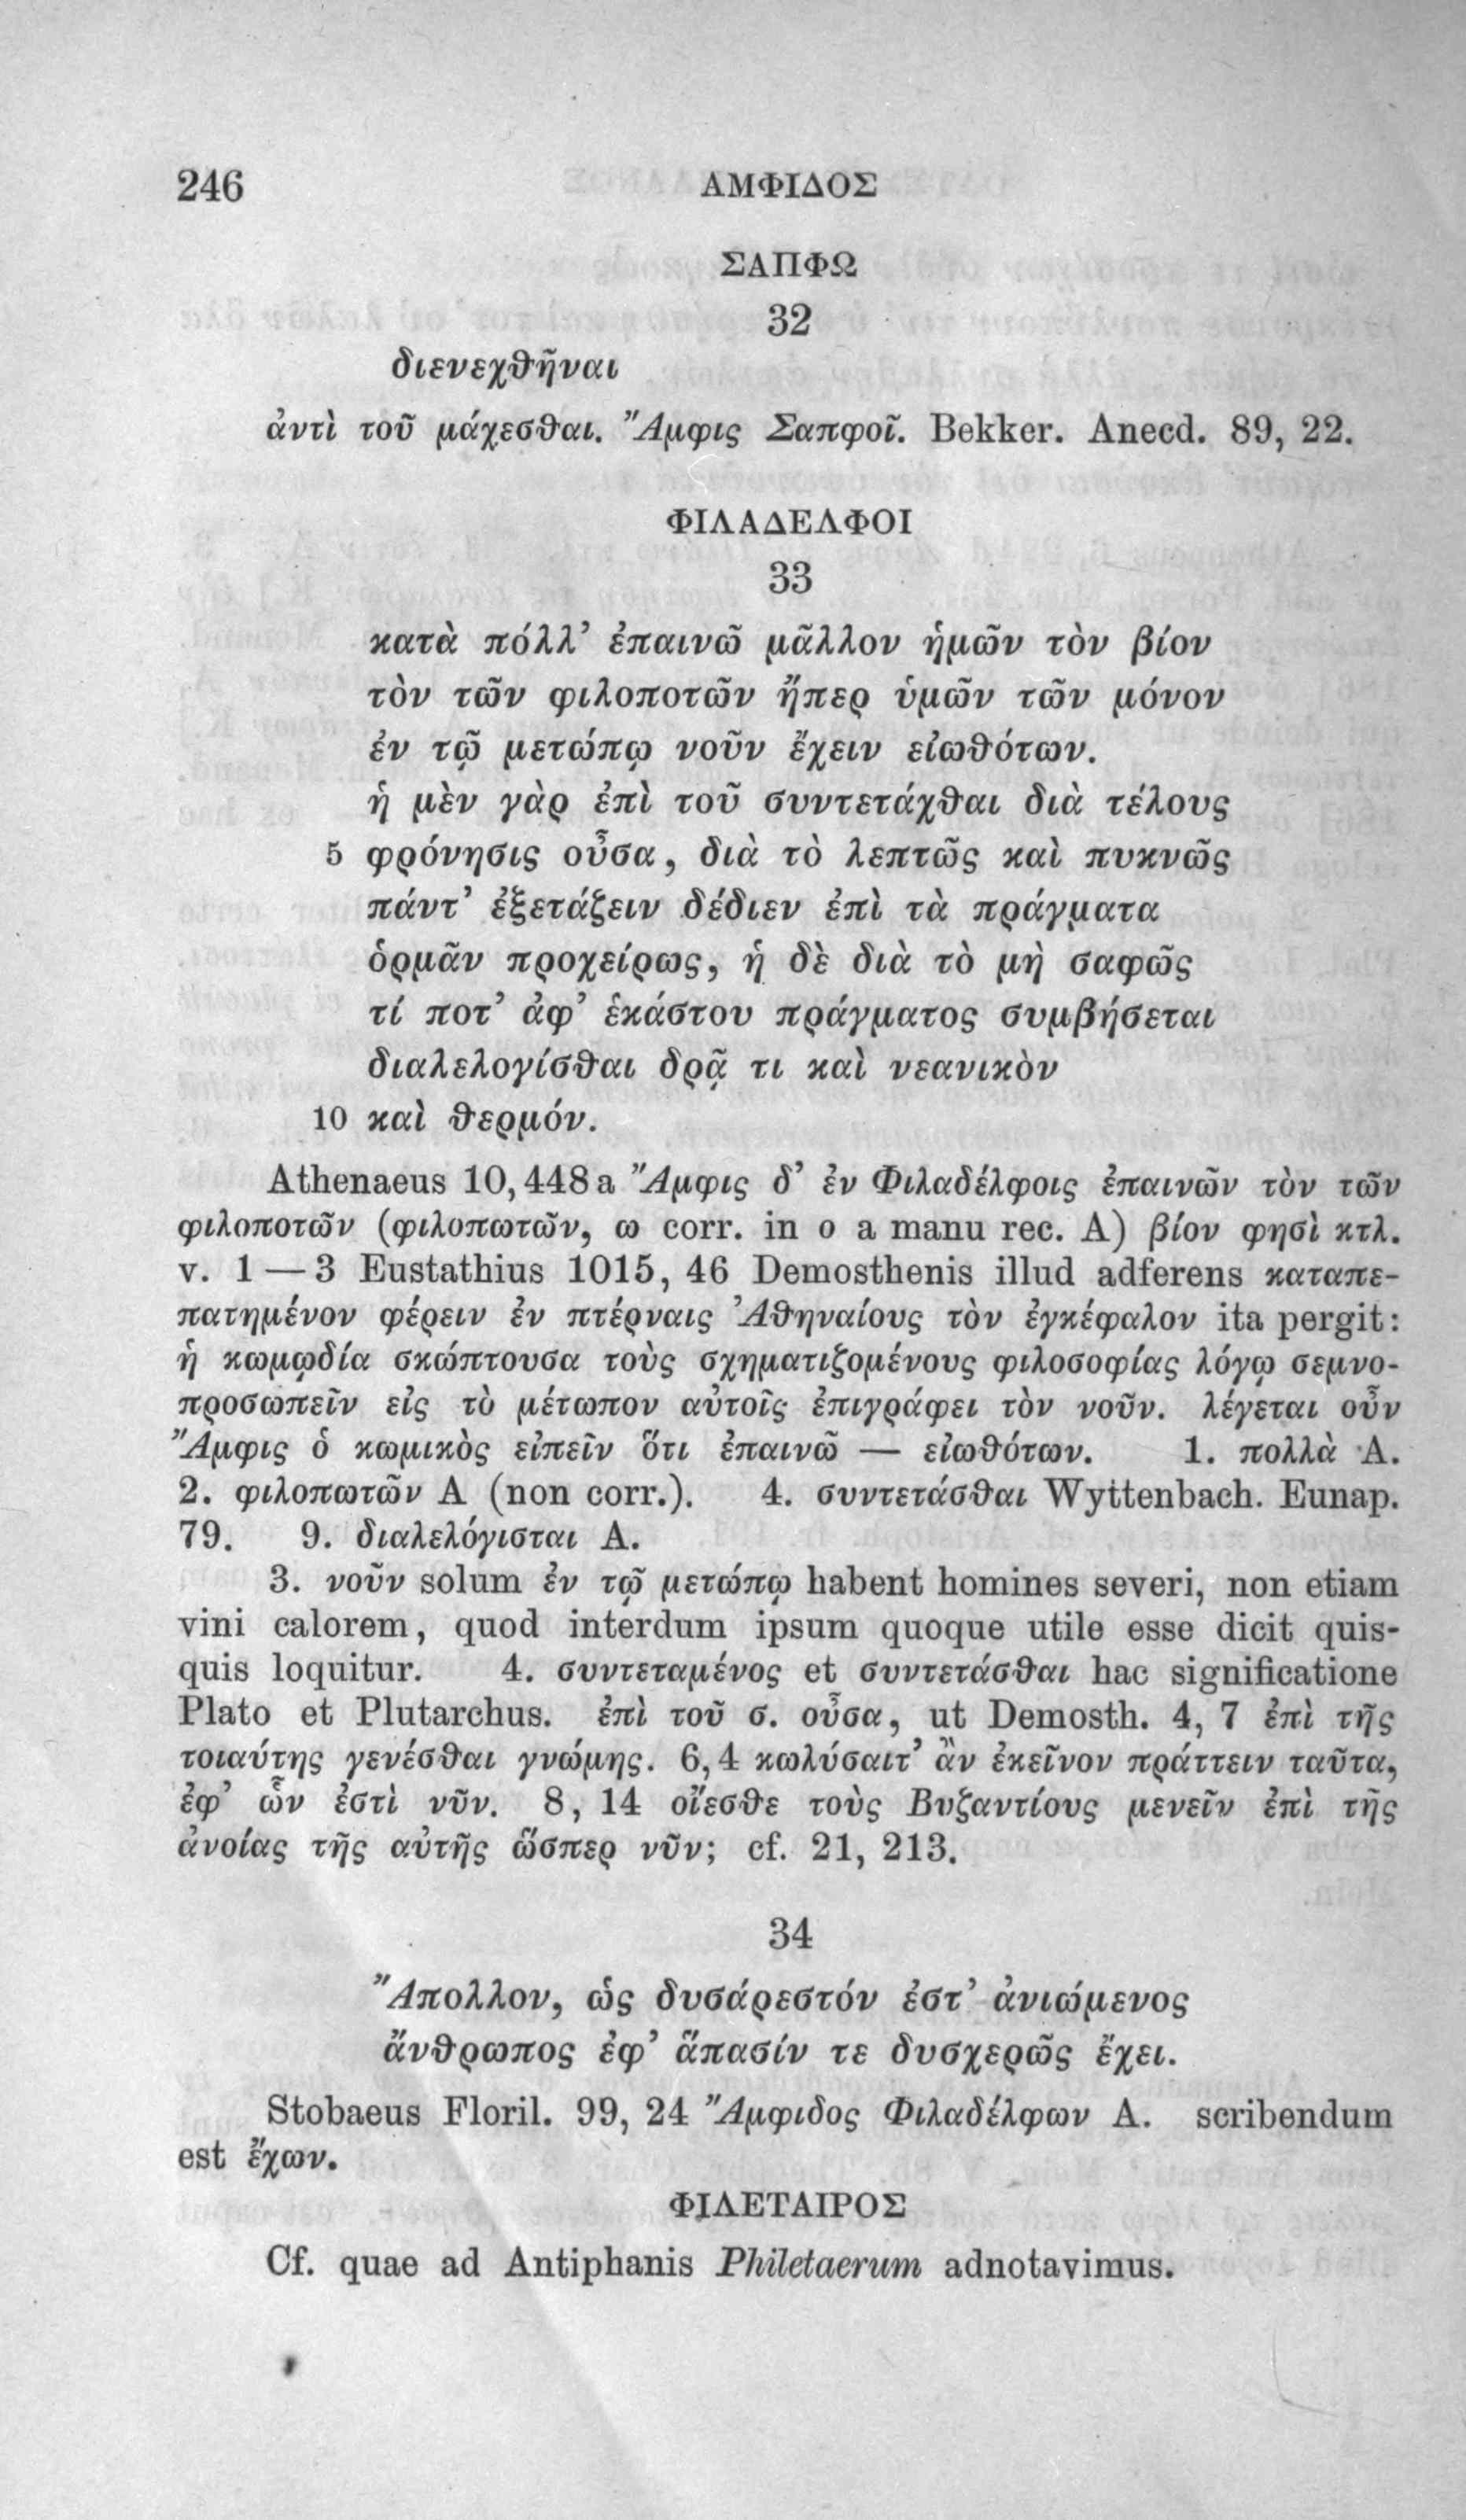 246 ΑΜΦΙΔΟΣ
ΣΑΠΦΩ
32
διενεχθῆναι
ἀντὶ τοῦ μάχεσθαι. Ἄμφις Σαπφοῖ. Bekker. Anecd. 89, 22.
ΦΙΛΑΔΕΛΦΟΙ
33
κατὰ πόλλ’ ἐπαινῶ μᾶλλον ἡμῶν τὸν βίον
τὸν τῶν φιλοποτῶν ἤπερ ὑμῶν τῶν μόνον
ἐν τῷ μετώπῳ νοῦν ἔχειν εἰωθότων.
ἡ μὲν γὰρ ἐπὶ τοῦ συντετάχθαι διὰ τέλους
5 φρόνησις οὖσα, διὰ τὸ λεπτῶς καὶ πυκνῶς
πάντ’ ἐξετάζειν δέδιεν ἐπὶ τὰ πράγματα
ὁρμᾶν προχείρως, ἡ δὲ διὰ τὸ μὴ σαφῶς
τί ποτ’ ἀφ’ ἑκάστου πράγματος συμβήσεται
διαλελογίσθαι δρᾷ τι καὶ νεανικὸν
10 καὶ θερμόν.
Athenaeus 10, 448 a Ἄμφις δ’ ἐν Φιλαδέλφοις ἐπαινῶν τὸν τῶν
φιλοποτῶν (φιλοπωτῶν, ω corr. in ο a manu rec. A) βίον φησὶ κτλ.
v. 1 — 3 Eustathius 1015, 46 Demosthenis illud adferens καταπε-
πατημένον φέρειν ἐν πτέρναις Ἀθηναίους τὸν ἐγκέφαλον ita pergit:
ἡ κωμῳδία σκώπτουσα τοὺς σχηματιζομένους φιλοσοφίας λόγῳ σεμνο-
προσωπεῖν εἰς τὸ μέτωπον αὐτοῖς ἐπιγράφει τὸν νοῦν. λέγεται οὖν
Ἄμφις ὁ κωμικὸς εἰπεῖν ὅτι ἐπαινῶ — εἰωθότων. 1. πολλὰ A.
2. φιλοπωτῶν A (non corr.). 4. συντετάσθαι Wyttenbach. Eunap.
79. 9. διαλελόγισται A.
3. νοῦν solum ἐν τῷ μετώπῳ habent homines severi, non etiam
vini calorem, quod interdum ipsum quoque utile esse dicit quis-
quis loquitur. 4. συντεταμένος et συντετάσθαι hac significatione
Plato et Plutarchus. ἐπὶ τοῦ σ. οὖσα, ut Demosth. 4, 7 ἐπὶ τῆς
τοιαύτης γενέσθαι γνώμης. 6, 4 κωλύσαιτ’ ἂν ἐκεῖνον πράττειν ταῦτα,
ἐφ’ ὧν ἐστὶ νῦν. 8, 14 οἴεσθε τοὺς Βυζαντίους μενεῖν ἐπὶ τῆς
ἀνοίας τῆς αὐτῆς ὥσπερ νῦν; cf. 21, 213.
34
Ἄπολλον, ὡς δυσάρεστόν ἐστ’ ἀνιώμενος
ἄνθρωπος ἐφ’ ἅπασίν τε δυσχερῶς ἔχει.
Stobaeus Floril. 99, 24 Ἄμφιδος Φιλαδέλφων A. scribendum
est ἔχων.
ΦΙΛΕΤΑΙΡΟΣ
Cf. quae ad Antiphanis Philetaerum adnotavimus.